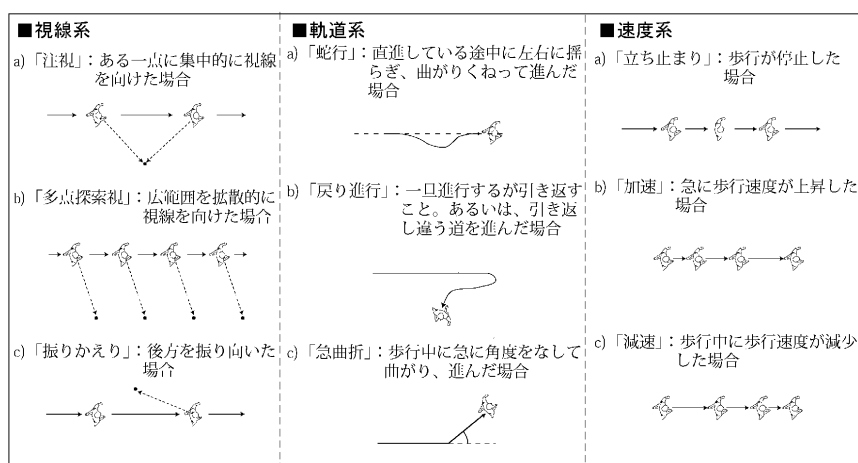 ■視線系
a)「注視」：ある一点に集中的に視線
を向けた場合
b)「多点探索視」：広範囲を拡散的に
視線を向けた場合
c)「振りかえり」：後方を振り向いた
場合
■軌道系
a)「蛇行」：直進している途中に左右に揺
らぎ、曲がりくねって進んだ
場合
b)「戻り進行」：一旦進行するが引き返す
こと。あるいは、引き返
し違う道を進んだ場合
c)「急曲折」：歩行中に急に角度をなして
曲がり、進んだ場合
■速度系
a)「立ち止まり」：歩行が停止した
場合
b)「加速」：急に歩行速度が上昇した
場合
c)「減速」：歩行中に歩行速度が減少
した場合